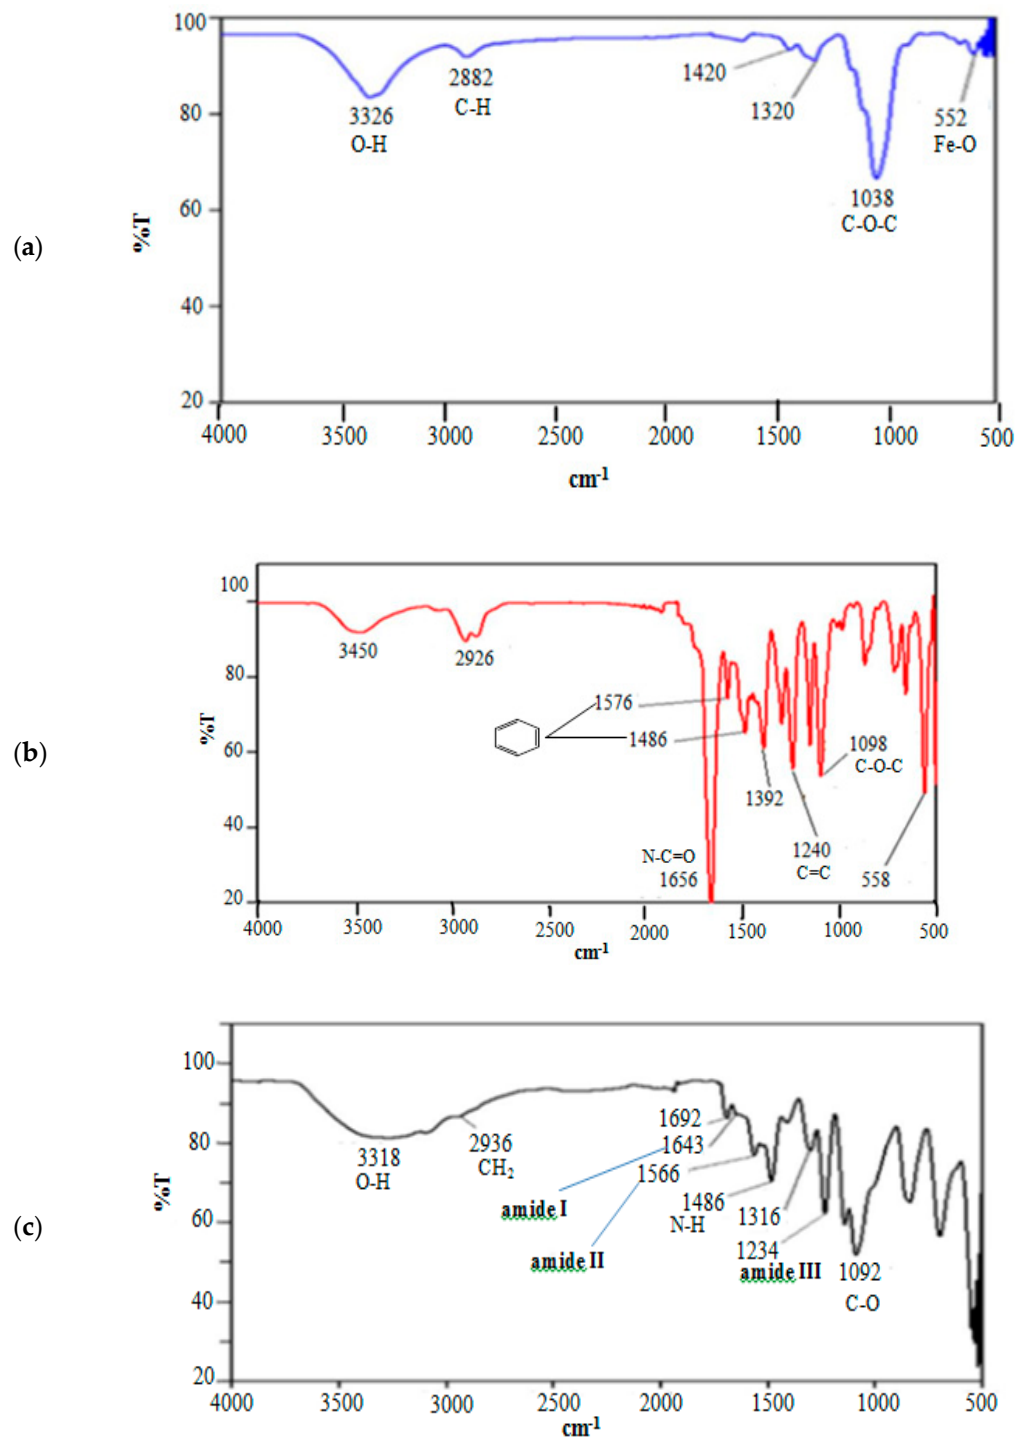 (a)
%T
100
80
60
40
20
3326
O-H
2882
C-H
1420
1320
1038
C-O-C
552
Fe-O
4000 3500 3000 2500 2000 1500 1000 500
cm-1
(b)
%T
100
80
60
40
20
3450
2926
1576
1486
1392
N-C=O
1656
1240
C=C
1098
C-O-C
558
4000 3500 3000 2500 2000 1500 1000 500
cm-1
(c)
%T
100
80
60
40
20
3318
O-H
2936
CH2
1692
1643
1566
amide I
amide II
1486
N-H
1316
1234
amide III
1092
C-O
4000 3500 3000 2500 2000 1500 1000 500
cm-1